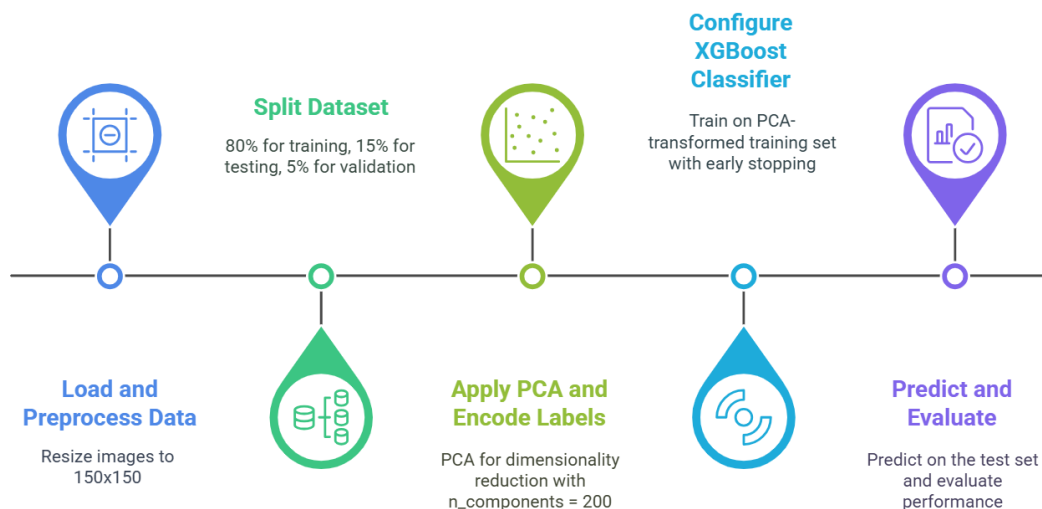 Load and
Preprocess Data
Resize images to
150x150
Split Dataset
80% for training, 15% for
testing, 5% for validation
Apply PCA and
Encode Labels
PCA for dimensionality
reduction with
n_components = 200
Configure
XGBoost
Classifier
Train on PCA-
transformed training set
with early stopping
Predict and
Evaluate
Predict on the test set
and evaluate
performance